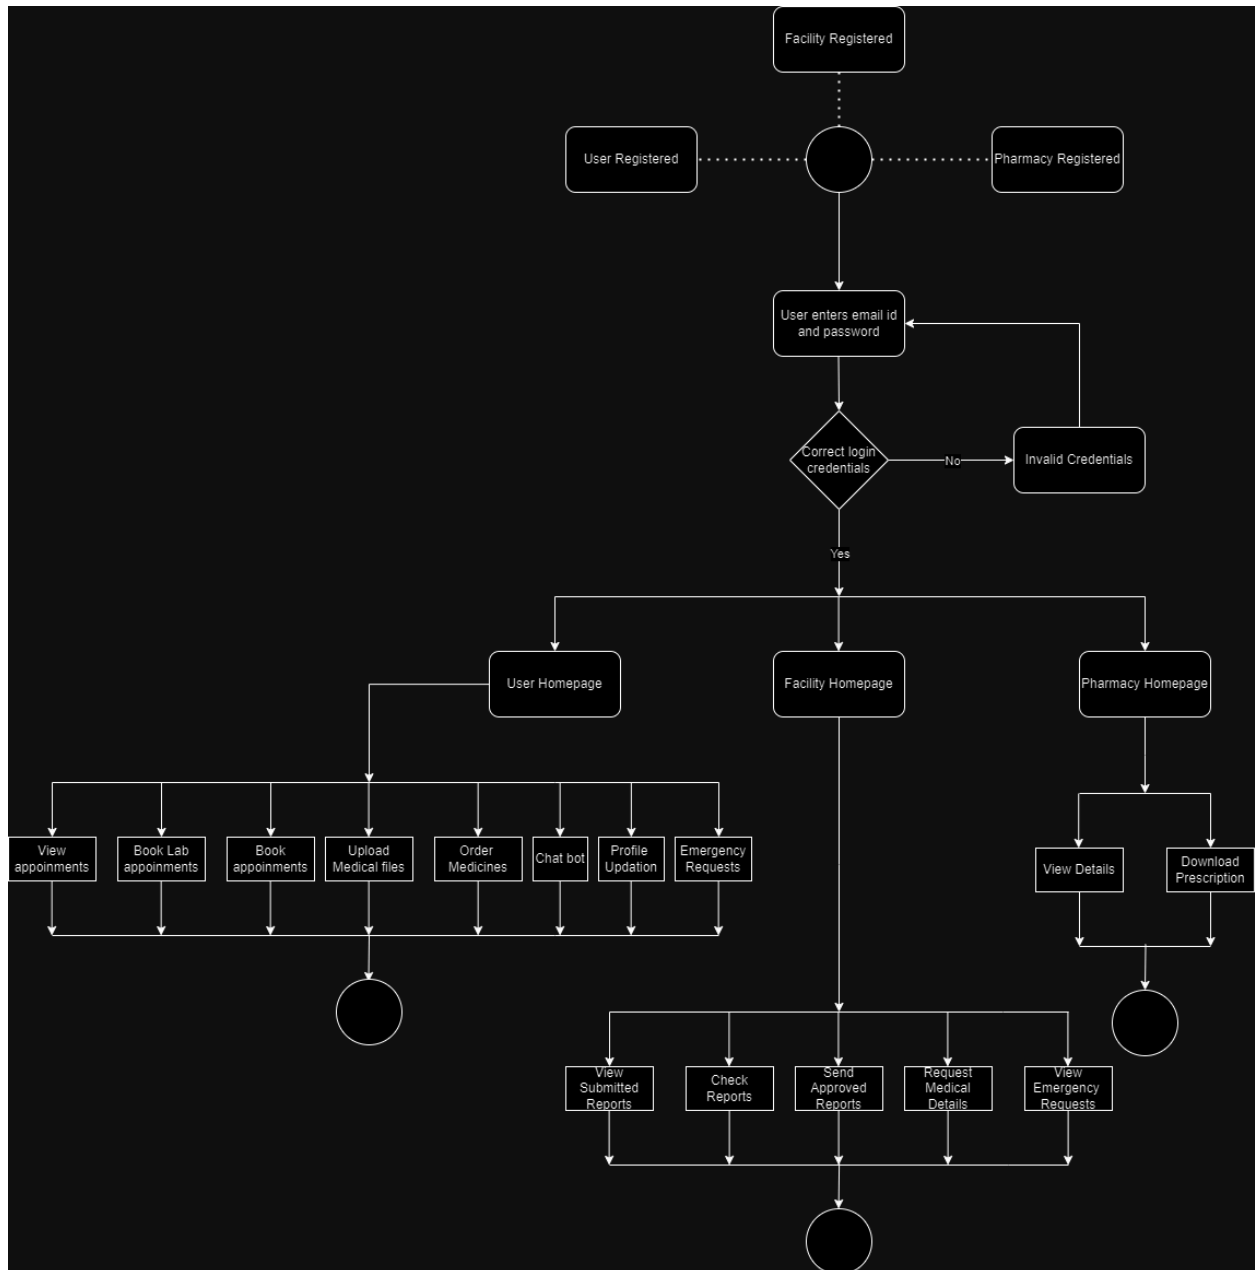 Facility Registered
User Registered
Pharmacy Registered
User enters email id
and password
Correct login
credentials
No
Invalid Credentials
Yes
User Homepage
Facility Homepage
Pharmacy Homepage
View
appoinments
Book Lab
appoinments
Book
appoinments
Upload
Medical files
Order
Medicines
Chat bot
Profile
Updation
Emergency
Requests
View Details
Download
Prescription
View
Submitted
Reports
Check
Reports
Send
Approved
Reports
Request
Medical
Details
View
Emergency
Requests